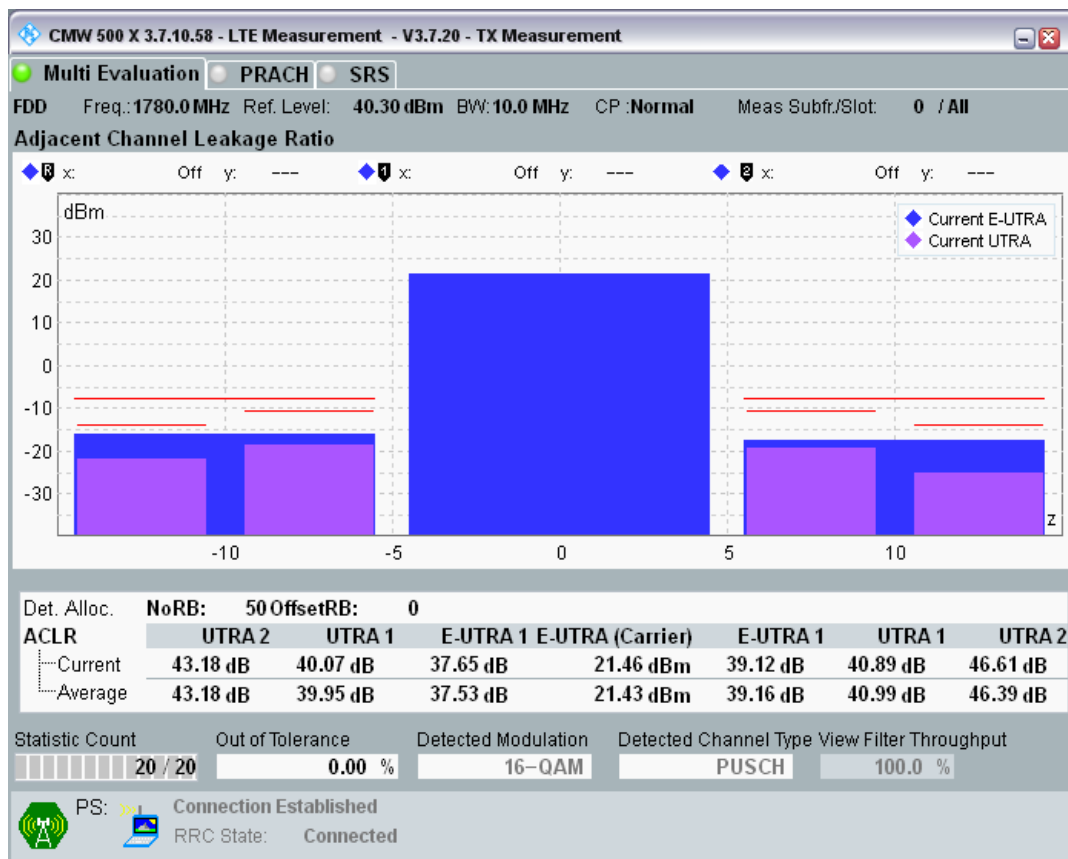 CMW 500 X 3.7.10.58 - LTE Measurement - V3.7.20 - TX Measurement
Multi Evaluation PRACH SRS
FDD Freq.: 1780.0 MHz Ref. Level: 40.30 dBm BW: 10.0 MHz CP : Normal Meas Subfr./Slot: 0 / All
Adjacent Channel Leakage Ratio
R x: Off y: --- 1 x: Off y: --- 2 x: Off y: ---
dBm
Current E-UTRA
Current UTRA
30
20
10
0
-10
-20
-30
z
-10 -5 0 5 10
Det. Alloc. NoRB: 50 OffsetRB: 0
ACLR UTRA 2 UTRA 1 E-UTRA 1 E-UTRA (Carrier) E-UTRA 1 UTRA 1 UTRA 2
Current 43.18 dB 40.07 dB 37.65 dB 21.46 dBm 39.12 dB 40.89 dB 46.61 dB
Average 43.18 dB 39.95 dB 37.53 dB 21.43 dBm 39.16 dB 40.99 dB 46.39 dB
Statistic Count Out of Tolerance Detected Modulation Detected Channel Type View Filter Throughput
20 / 20 0.00 % 16-QAM PUSCH 100.0 %
PS: Connection Established
RRC State: Connected